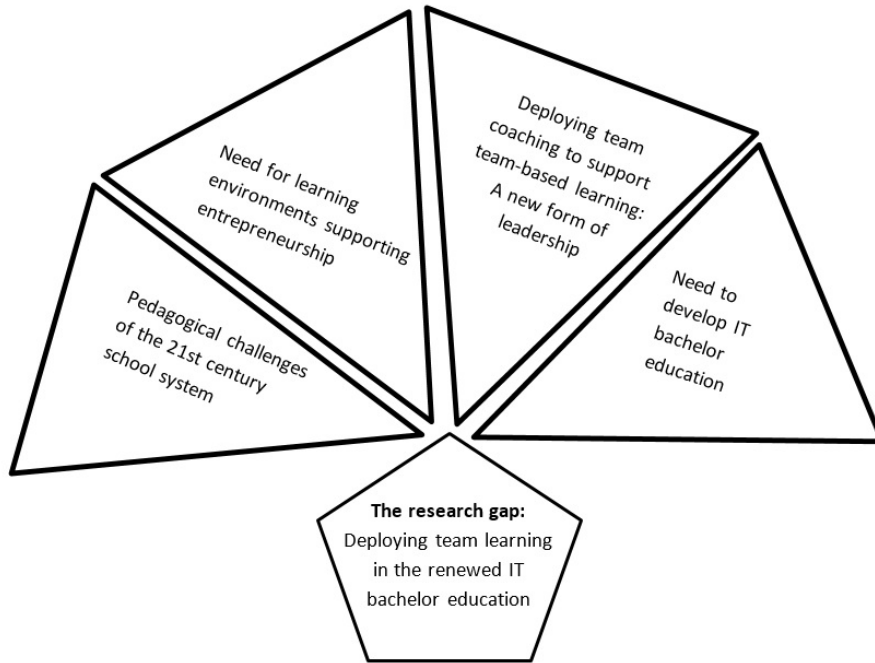 Pedagogical challenges
of the 21st century
school system
Need for learning
environments supporting
entrepreneurship
Deploying team
coaching to support
team-based learning:
A new form of
leadership
Need to
develop IT
bachelor
education
The research gap:
Deploying team learning
in the renewed IT
bachelor education